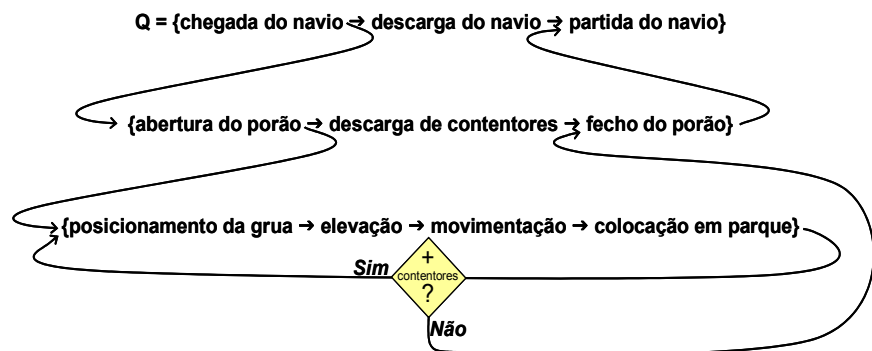 Q = {chegada do navio → descarga do navio → partida do navio}
{abertura do porão → descarga de contentores → fecho do porão}
{posicionamento da grua → elevação → movimentação → colocação em parque}
+
Sim
contentores
?
Não